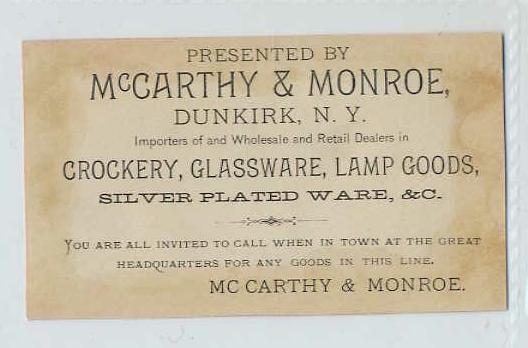 PRESENTED BY
McCARTHY & MONROE,
DUNKIRK, N. Y.
Importers of and Wholesale and Retail Dealers in
CROCKERY, GLASSWARE, LAMP GOODS,
SILVER PLATED WARE, &C.
YOU ARE ALL INVITED TO CALL WHEN IN TOWN AT THE GREAT
HEADQUARTERS FOR ANY GOODS IN THIS LINE.
MC CARTHY & MONROE.